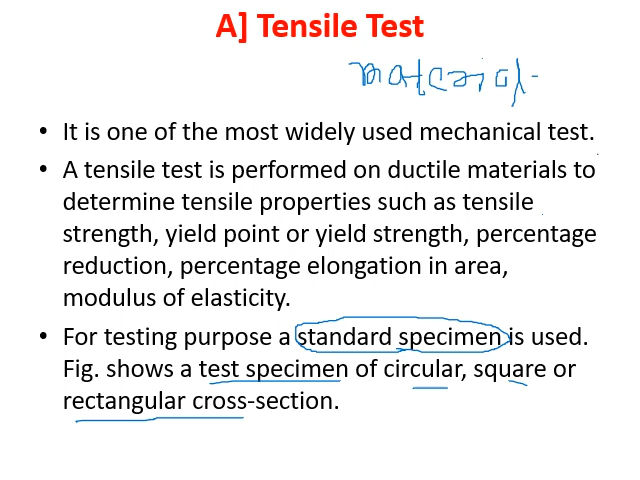 A] Tensile Test
material
• It is one of the most widely used mechanical test.
• A tensile test is performed on ductile materials to
determine tensile properties such as tensile
strength, yield point or yield strength, percentage
reduction, percentage elongation in area,
modulus of elasticity.
• For testing purpose a standard specimen is used.
Fig. shows a test specimen of circular, square or
rectangular cross-section.